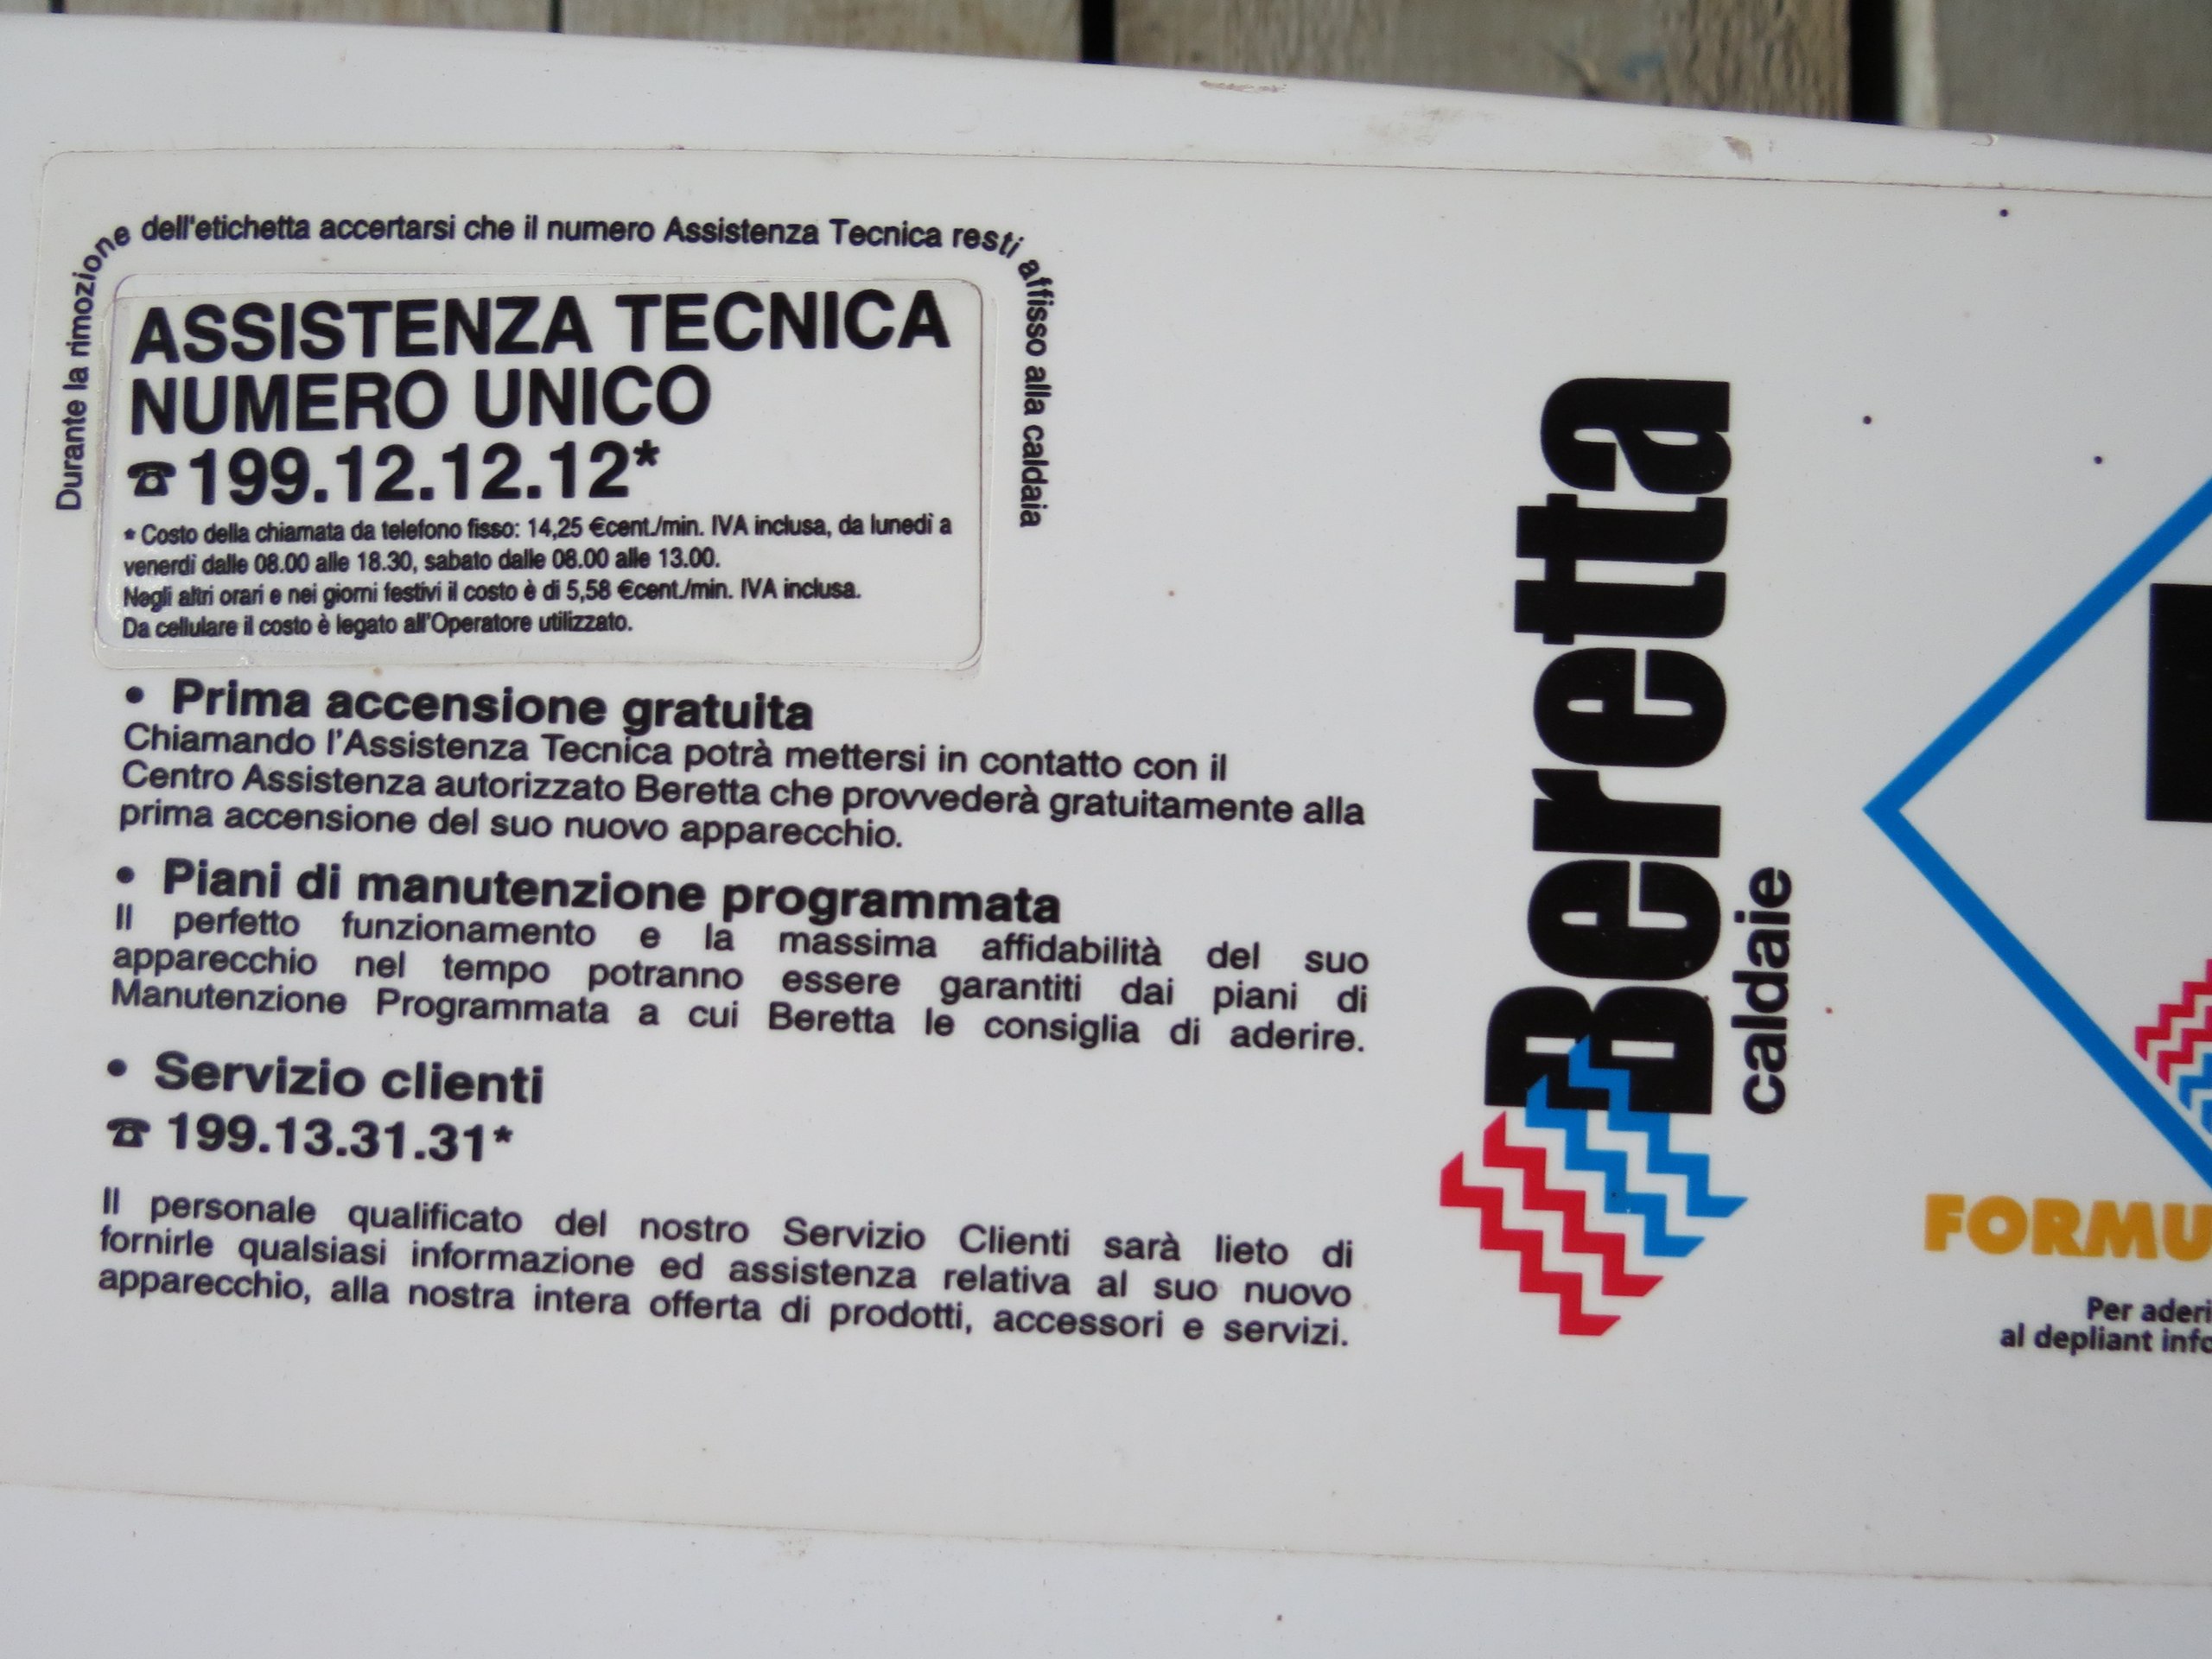 Durante la rimozione dell'etichetta accertarsi che il numero Assistenza Tecnica resti affisso alla caldaia
ASSISTENZA TECNICA
NUMERO UNICO
☎199.12.12.12*
* Costo della chiamata da telefono fisso: 14,25 €cent./min. IVA inclusa, da lunedì a
venerdì dalle 08.00 alle 18.30, sabato dalle 08.00 alle 13.00.
Negli altri orari e nei giorni festivi il costo è di 5,58 €cent./min. IVA inclusa.
Da cellulare il costo è legato all'Operatore utilizzato.
• Prima accensione gratuita
Chiamando l'Assistenza Tecnica potrà mettersi in contatto con il
Centro Assistenza autorizzato Beretta che provvederà gratuitamente alla
prima accensione del suo nuovo apparecchio.
• Piani di manutenzione programmata
Il perfetto funzionamento e la massima affidabilità del suo
apparecchio nel tempo potranno essere garantiti dai piani di
Manutenzione Programmata a cui Beretta le consiglia di aderire.
• Servizio clienti
☎ 199.13.31.31*
Il personale qualificato del nostro Servizio Clienti sarà lieto di
fornirle qualsiasi informazione ed assistenza relativa al suo nuovo
apparecchio, alla nostra intera offerta di prodotti, accessori e servizi.
Beretta
caldaie
FORMU
Per aderi
al depliant info